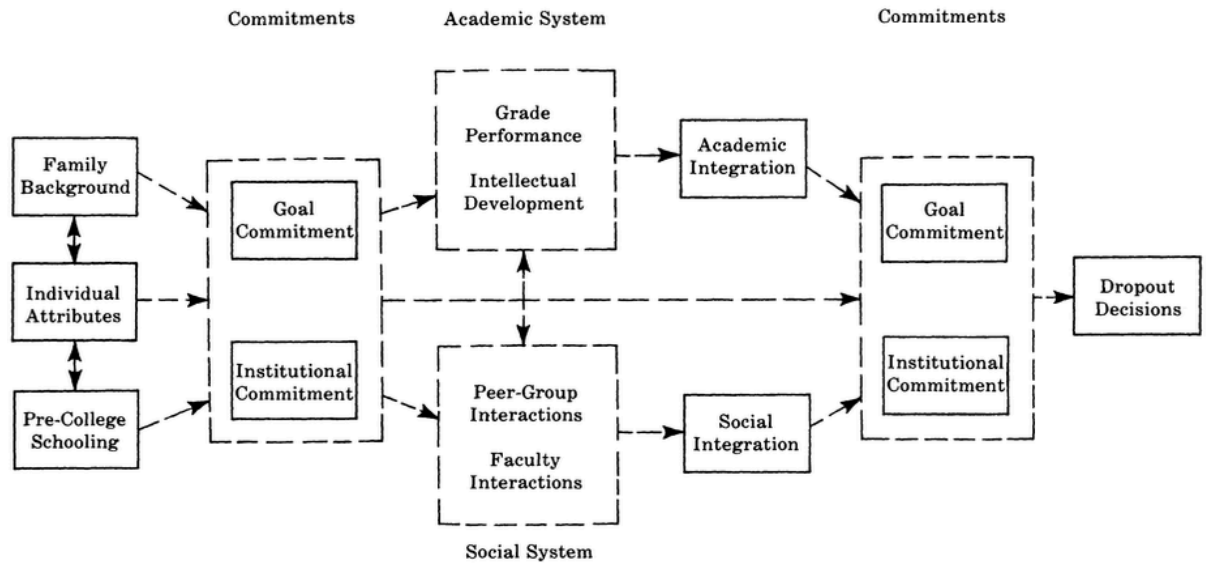 Commitments
Academic System
Commitments
Family
Background
Individual
Attributes
Pre-College
Schooling
Goal
Commitment
Institutional
Commitment
Grade
Performance
Intellectual
Development
Peer-Group
Interactions
Faculty
Interactions
Social System
Academic
Integration
Social
Integration
Goal
Commitment
Institutional
Commitment
Dropout
Decisions